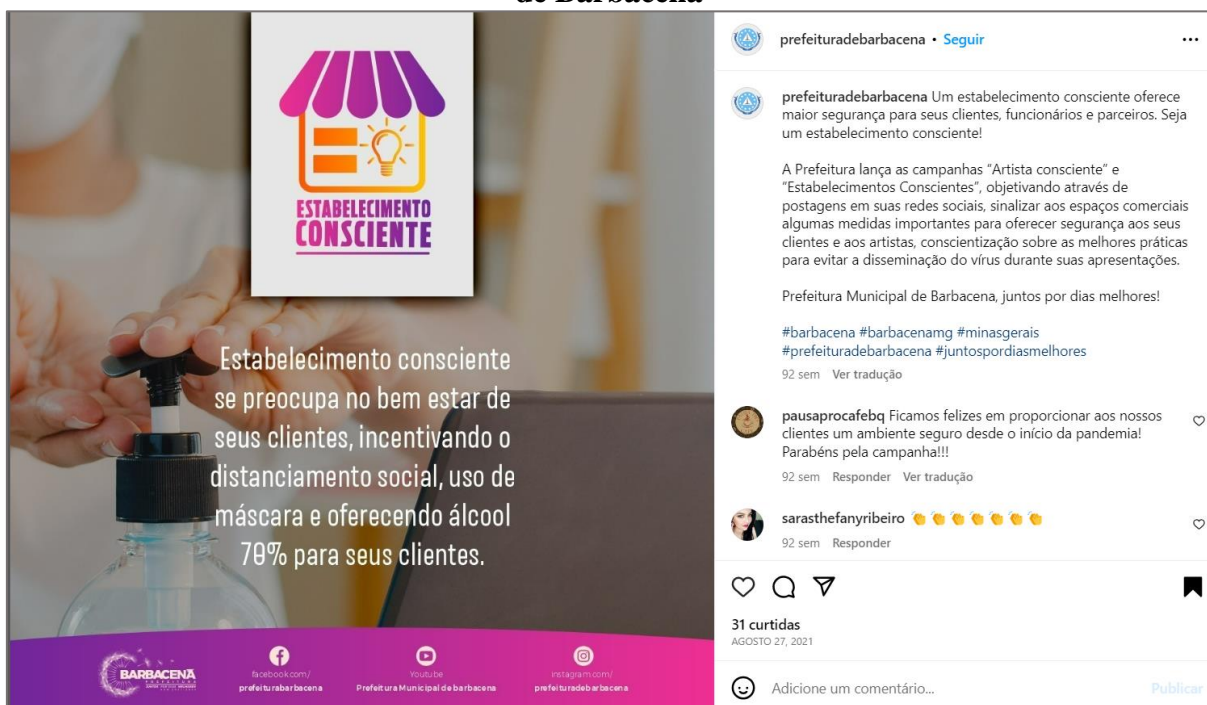 de Barbacena
ESTABELECIMENTO
CONSCIENTE
Estabelecimento consciente
se preocupa no bem estar de
seus clientes, incentivando o
distanciamento social, uso de
máscara e oferecendo álcool
70% para seus clientes.
BARBACENA
PREFEITURA
facebook.com/
prefeiturabarbacena
Youtube
Prefeitura Municipal de barbacena
instagram.com/
prefeituradebarbacena
prefeituradebarbacena • Seguir
prefeituradebarbacena Um estabelecimento consciente oferece
maior segurança para seus clientes, funcionários e parceiros. Seja
um estabelecimento consciente!
A Prefeitura lança as campanhas “Artista consciente” e
“Estabelecimentos Conscientes”, objetivando através de
postagens em suas redes sociais, sinalizar aos espaços comerciais
algumas medidas importantes para oferecer segurança aos seus
clientes e aos artistas, conscientização sobre as melhores práticas
para evitar a disseminação do vírus durante suas apresentações.
Prefeitura Municipal de Barbacena, juntos por dias melhores!
#barbacena #barbacenamg #minasgerais
#prefeituradebarbacena #juntospordiasmelhores
92 sem Ver tradução
pausaprocafebq Ficamos felizes em proporcionar aos nossos
clientes um ambiente seguro desde o início da pandemia!
Parabéns pela campanha!!!
92 sem Responder Ver tradução
sarasthefanyribeiro 👏👏👏👏👏👏👏
92 sem Responder
31 curtidas
AGOSTO 27, 2021
Adicione um comentário...
Publicar